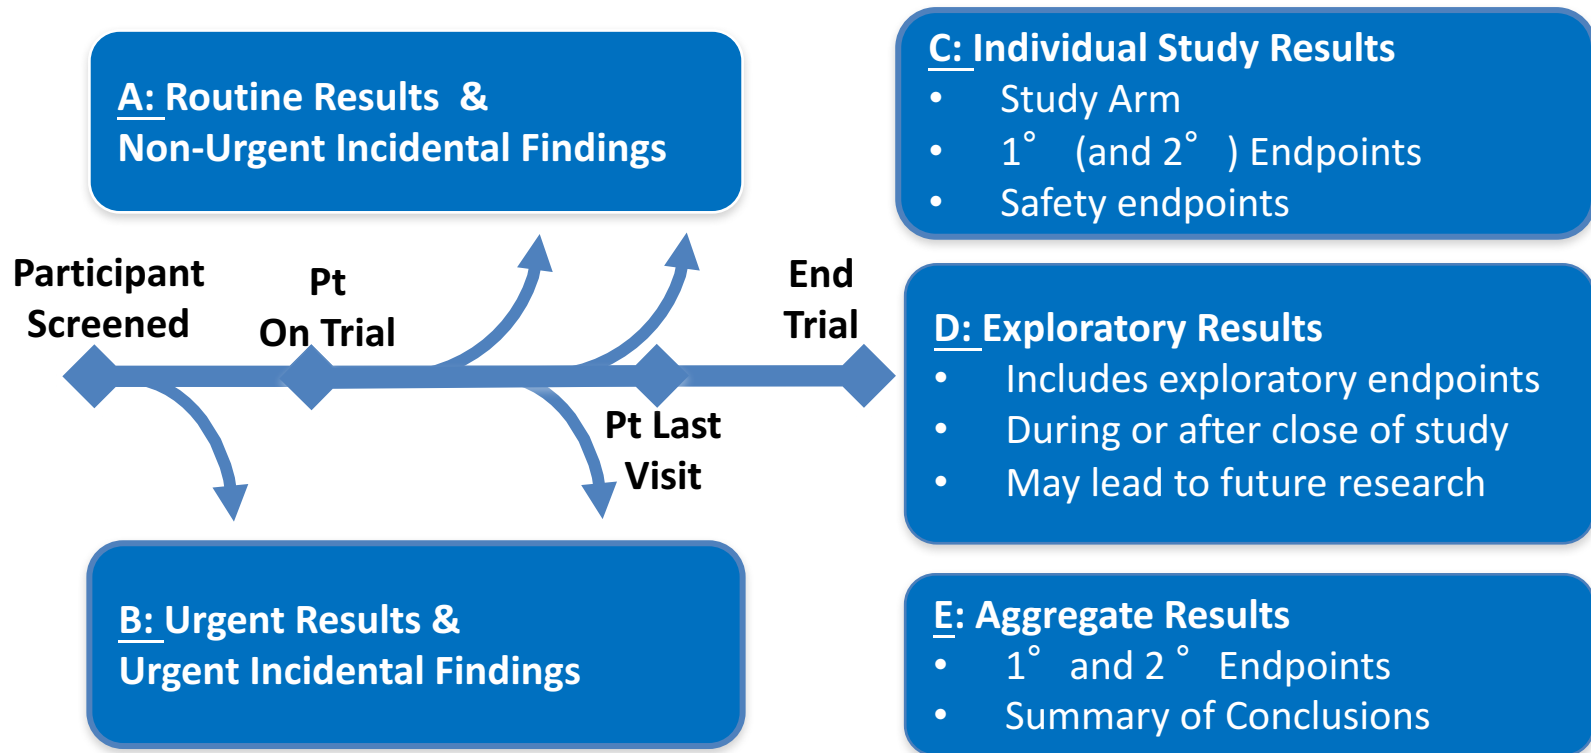 A: Routine Results &
Non-Urgent Incidental Findings
Participant
Screened
Pt
On Trial
End
Trial
Pt Last
Visit
B: Urgent Results &
Urgent Incidental Findings
C: Individual Study Results
• Study Arm
• 1° (and 2° ) Endpoints
• Safety endpoints
D: Exploratory Results
• Includes exploratory endpoints
• During or after close of study
• May lead to future research
E: Aggregate Results
• 1° and 2 ° Endpoints
• Summary of Conclusions